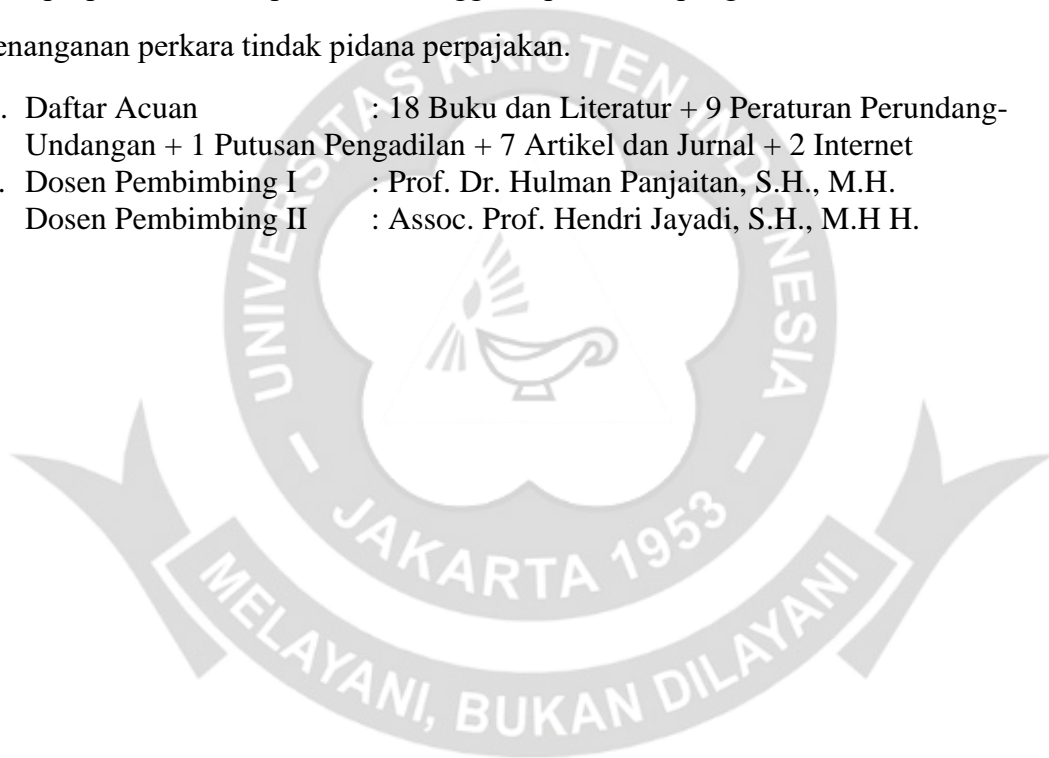 enanganan perkara tindak pidana perpajakan.
. Daftar Acuan : 18 Buku dan Literatur + 9 Peraturan Perundang-
Undangan + 1 Putusan Pengadilan + 7 Artikel dan Jurnal + 2 Internet
. Dosen Pembimbing I : Prof. Dr. Hulman Panjaitan, S.H., M.H.
Dosen Pembimbing II : Assoc. Prof. Hendri Jayadi, S.H., M.H H.
UNIVERSITAS KRISTEN INDONESIA
- JAKARTA 1953 -
MELAYANI, BUKAN DILAYANI